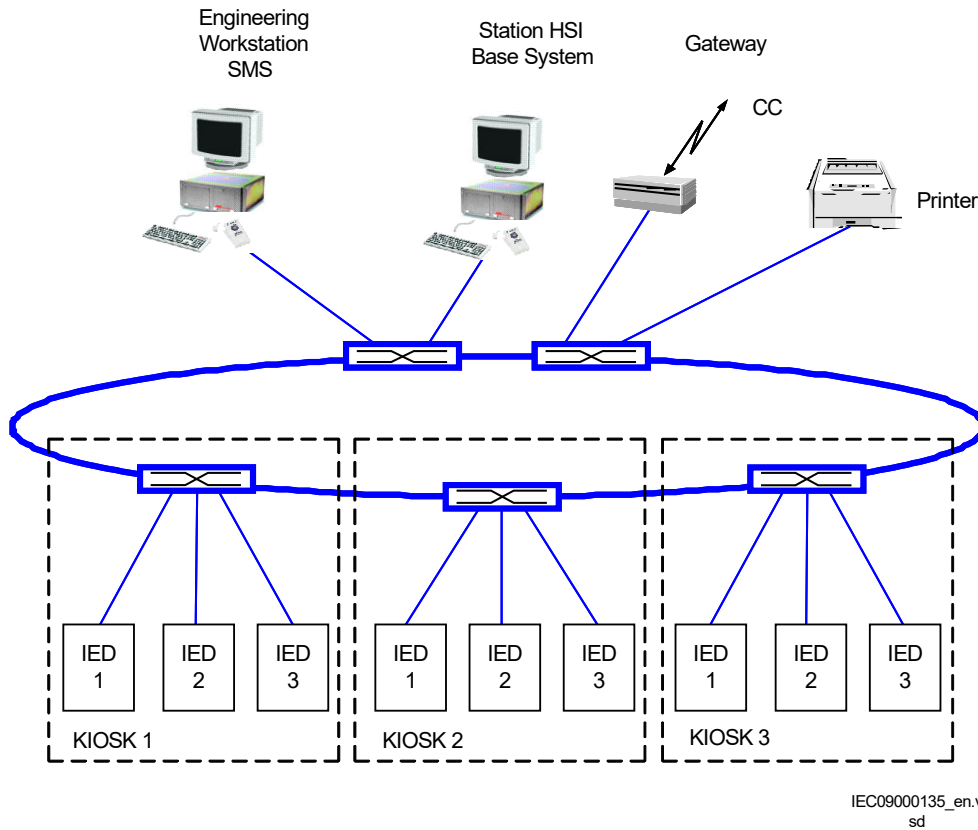 Engineering
Workstation
SMS
Station HSI
Base System
Gateway
CC
Printer
IED
1
IED
2
IED
3
IED
1
IED
2
IED
3
IED
1
IED
2
IED
3
KIOSK 1
KIOSK 2
KIOSK 3
IEC09000135_en.v
sd